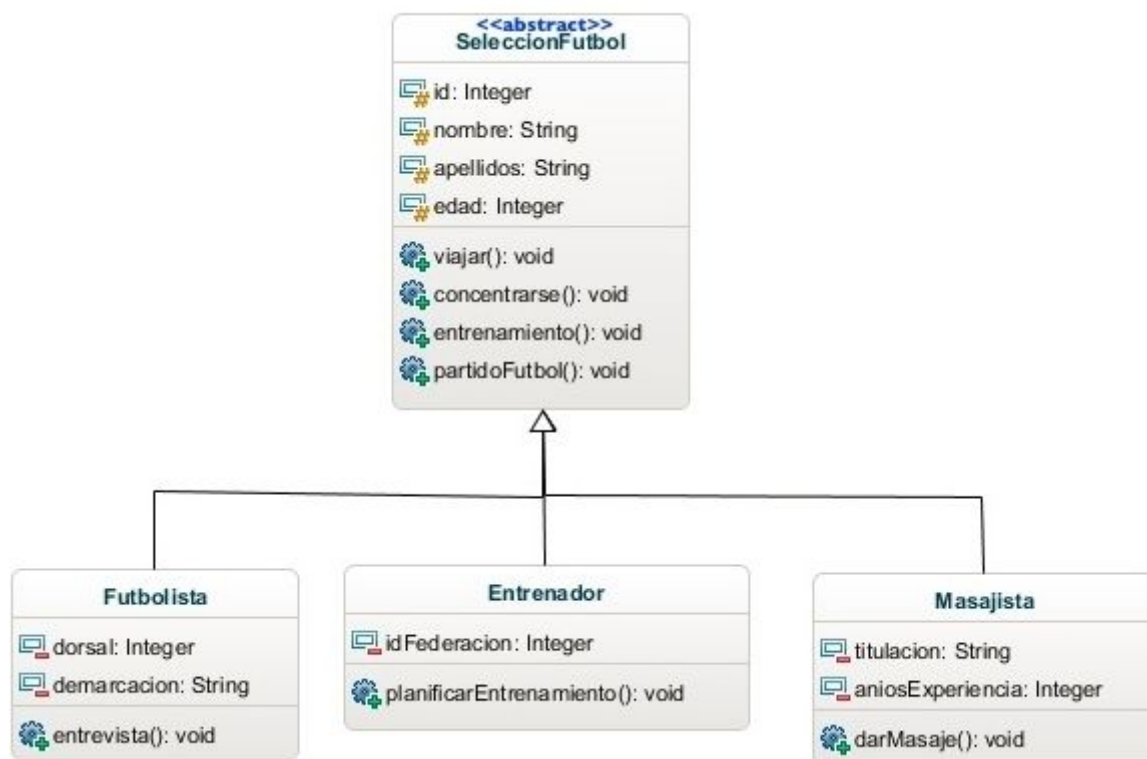 <<abstract>>
SeleccionFutbol
id: Integer
nombre: String
apellidos: String
edad: Integer
viajar(): void
concentrarse(): void
entrenamiento(): void
partidoFutbol(): void
Futbolista
dorsal: Integer
demarcacion: String
entrevista(): void
Entrenador
idFederacion: Integer
planificarEntrenamiento(): void
Masajista
titulacion: String
aniosExperiencia: Integer
darMasaje(): void